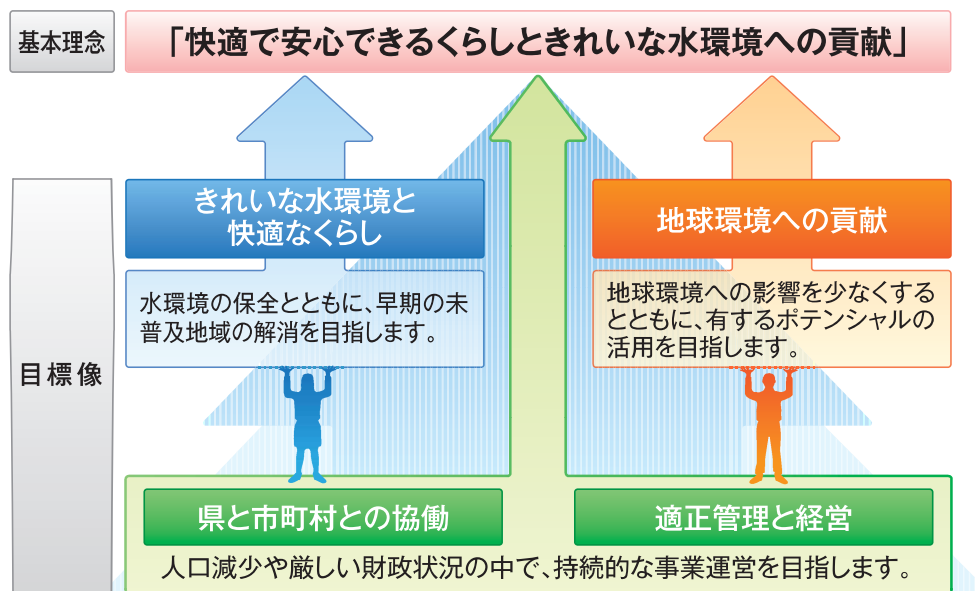 基本理念
「快適で安心できるくらしときれいな水環境への貢献」
目標像
きれいな水環境と
快適なくらし
水環境の保全とともに、早期の未
普及地域の解消を目指します。
地球環境への貢献
地球環境への影響を少なくする
とともに、有するポテンシャルの
活用を目指します。
県と市町村との協働
適正管理と経営
人口減少や厳しい財政状況の中で、持続的な事業運営を目指します。